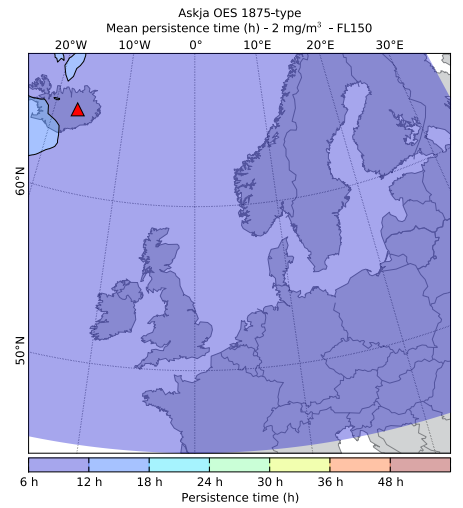 Askja OES 1875-type
Mean persistence time (h) - 2 mg/m³ - FL150
20°W 10°W 0° 10°E 20°E 30°E
60°N
50°N
6 h 12 h 18 h 24 h 30 h 36 h 48 h
Persistence time (h)